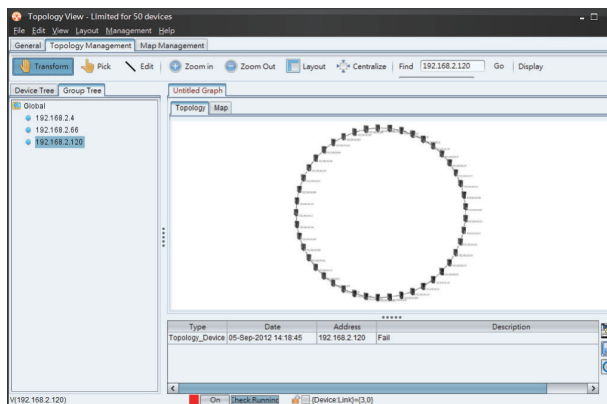 Topology View - Limited for 50 devices
File Edit View Layout Management Help
General Topology Management Map Management
Transform Pick Edit Zoom in Zoom Out Layout Centralize Find 192.168.2.120 Go Display
Device Tree Group Tree
Untitled Graph
Global
192.168.2.4
192.168.2.66
192.168.2.120
Topology Map
Type Date Address Description
Topology_Device 05-Sep-2012 14:18:45 192.168.2.120 Fail
V(192.168.2.120) On Check Running {Device:Link}={3,0}